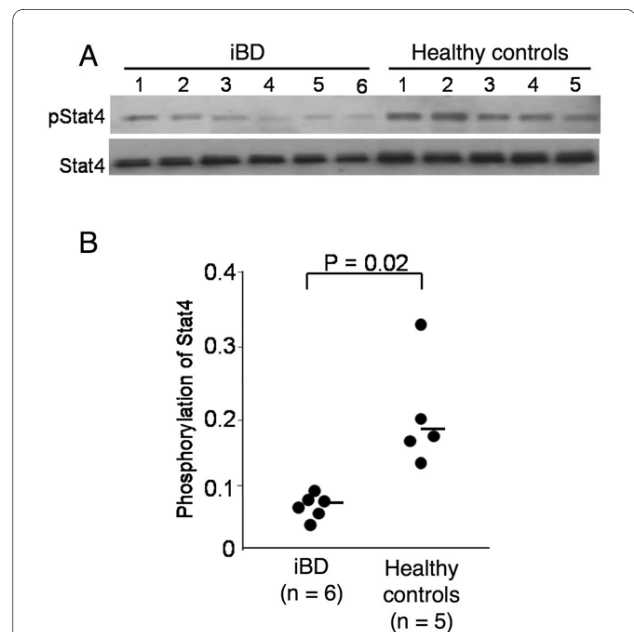 A
iBD Healthy controls
1 2 3 4 5 6 1 2 3 4 5
pStat4
Stat4
B
P = 0.02
Phosphorylation of Stat4
0.4
0.3
0.2
0.1
0
iBD
(n = 6)
Healthy
controls
(n = 5)